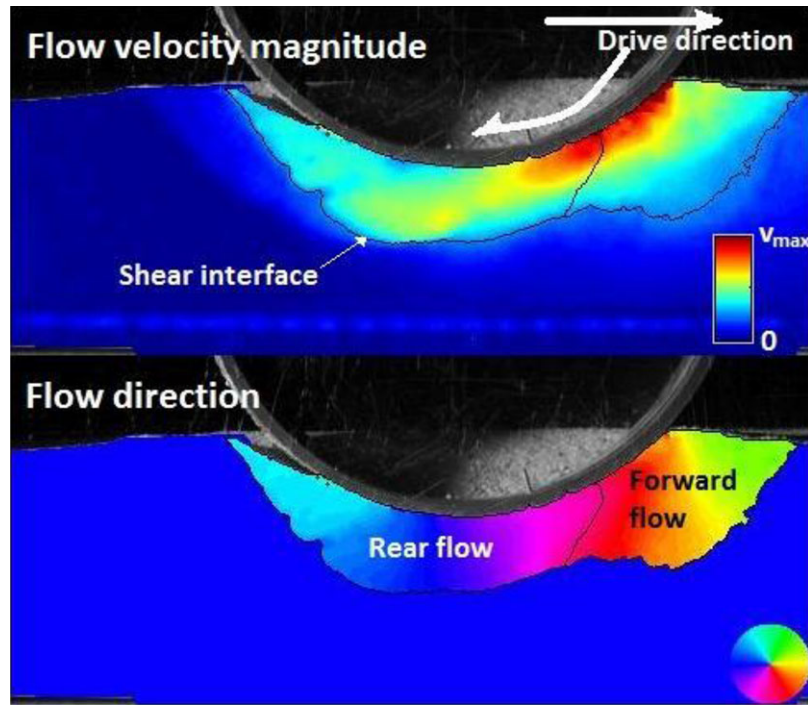 Flow velocity magnitude
Drive direction
Shear interface
vmax
0
Flow direction
Forward
flow
Rear flow